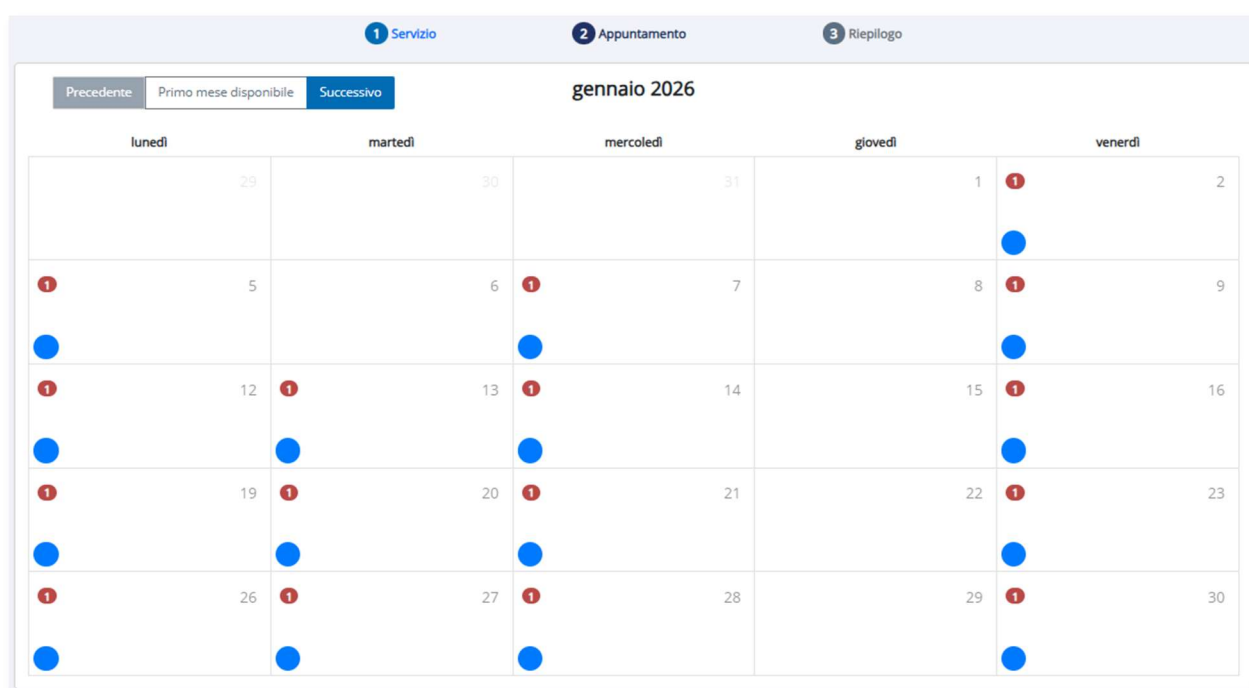 1 Servizio 2 Appuntamento 3 Riepilogo
Precedente Primo mese disponibile Successivo gennaio 2026
lunedì martedì mercoledì giovedì venerdì
29 30 31 1 1 2
1 5 6 1 7 8 1 9
1 12 1 13 1 14 15 1 16
1 19 1 20 1 21 22 1 23
1 26 1 27 1 28 29 1 30